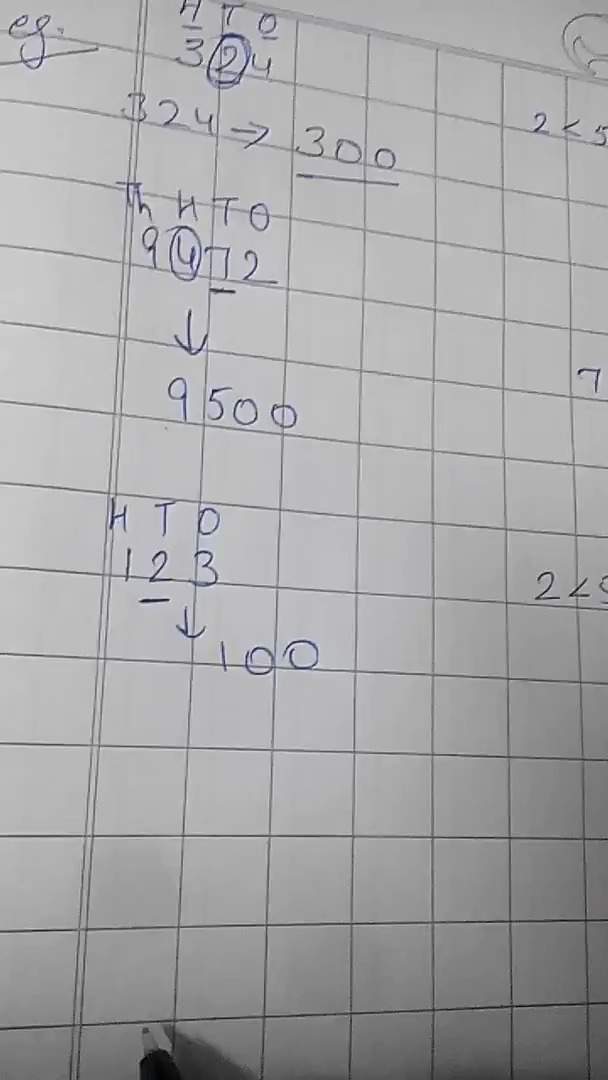 eg.
H T O
3 2 4
324 → 300
2 < 5
Th H T O
9 4 7 2
↓
9500
7
H T O
1 2 3
2 <
↓
100